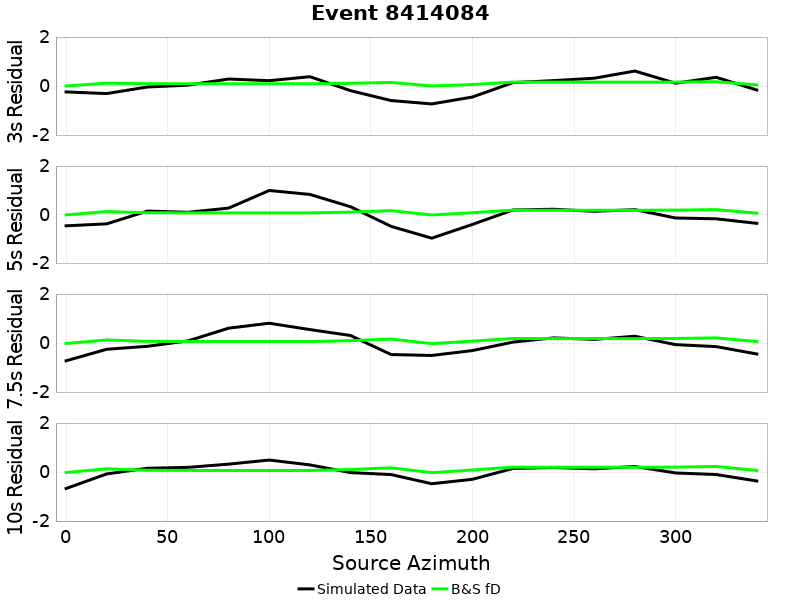 Event 8414084
3s Residual
2
0
-2
5s Residual
2
0
-2
7.5s Residual
2
0
-2
10s Residual
2
0
-2
0 50 100 150 200 250 300
Source Azimuth
Simulated Data B&S fD